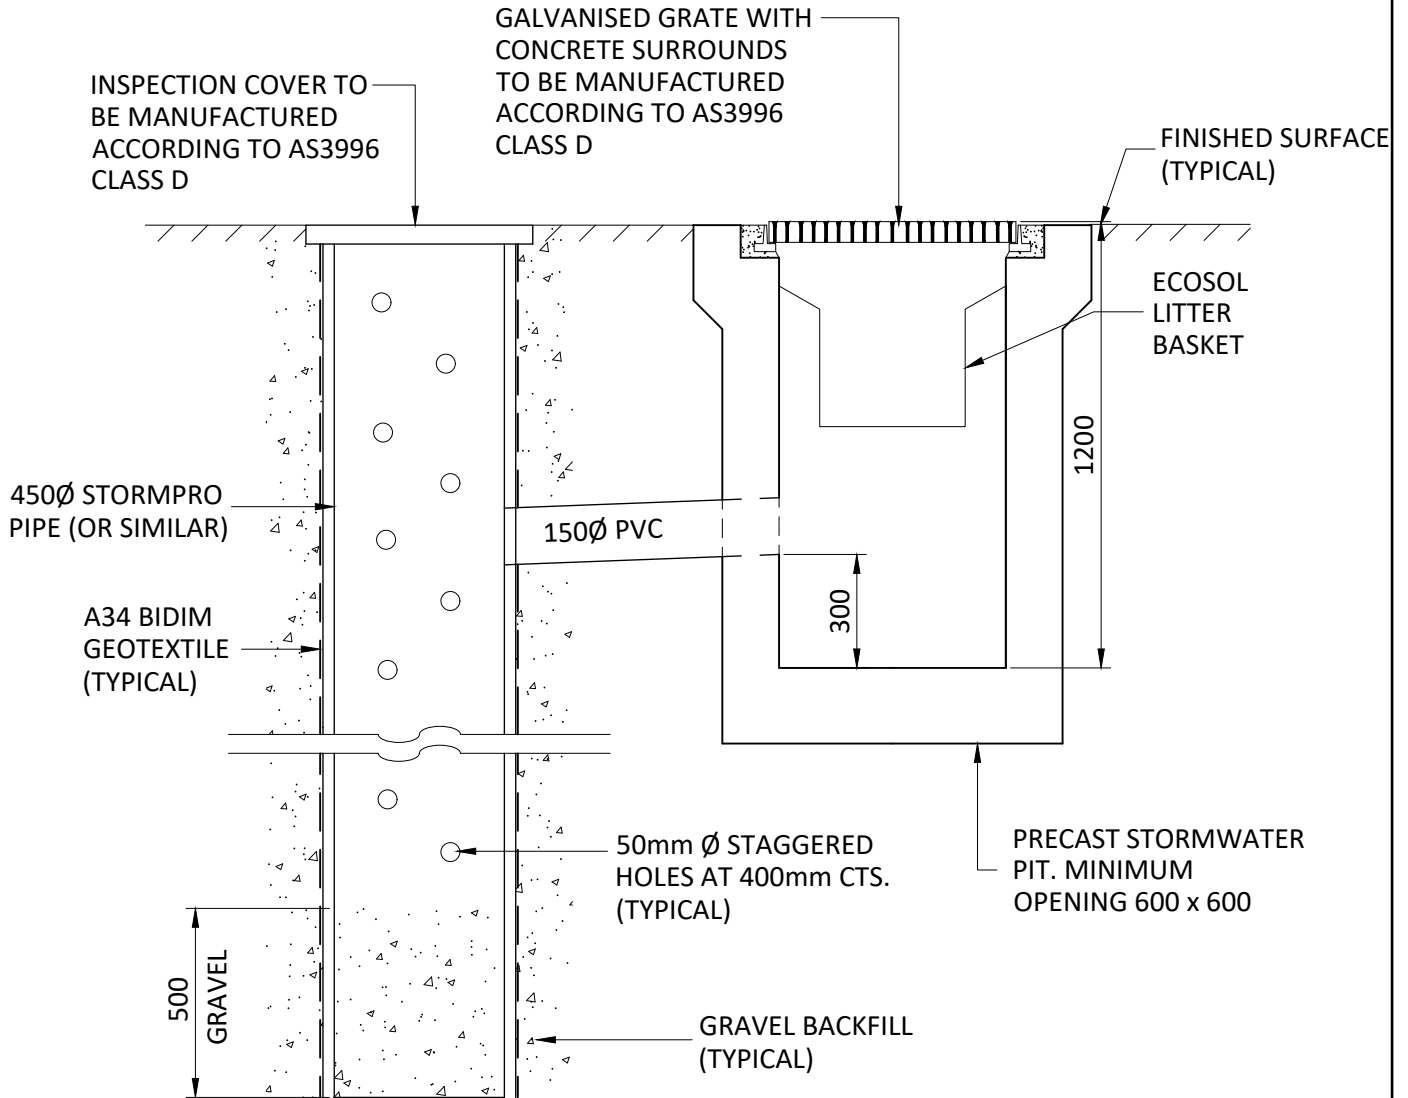 GALVANISED GRATE WITH
CONCRETE SURROUNDS
TO BE MANUFACTURED
ACCORDING TO AS3996
CLASS D
INSPECTION COVER TO
BE MANUFACTURED
ACCORDING TO AS3996
CLASS D
FINISHED SURFACE
(TYPICAL)
ECOSOL
LITTER
BASKET
1200
450Ø STORMPRO
PIPE (OR SIMILAR)
150Ø PVC
300
A34 BIDIM
GEOTEXTILE
(TYPICAL)
50mm Ø STAGGERED
HOLES AT 400mm CTS.
(TYPICAL)
PRECAST STORMWATER
PIT. MINIMUM
OPENING 600 x 600
500
GRAVEL
GRAVEL BACKFILL
(TYPICAL)